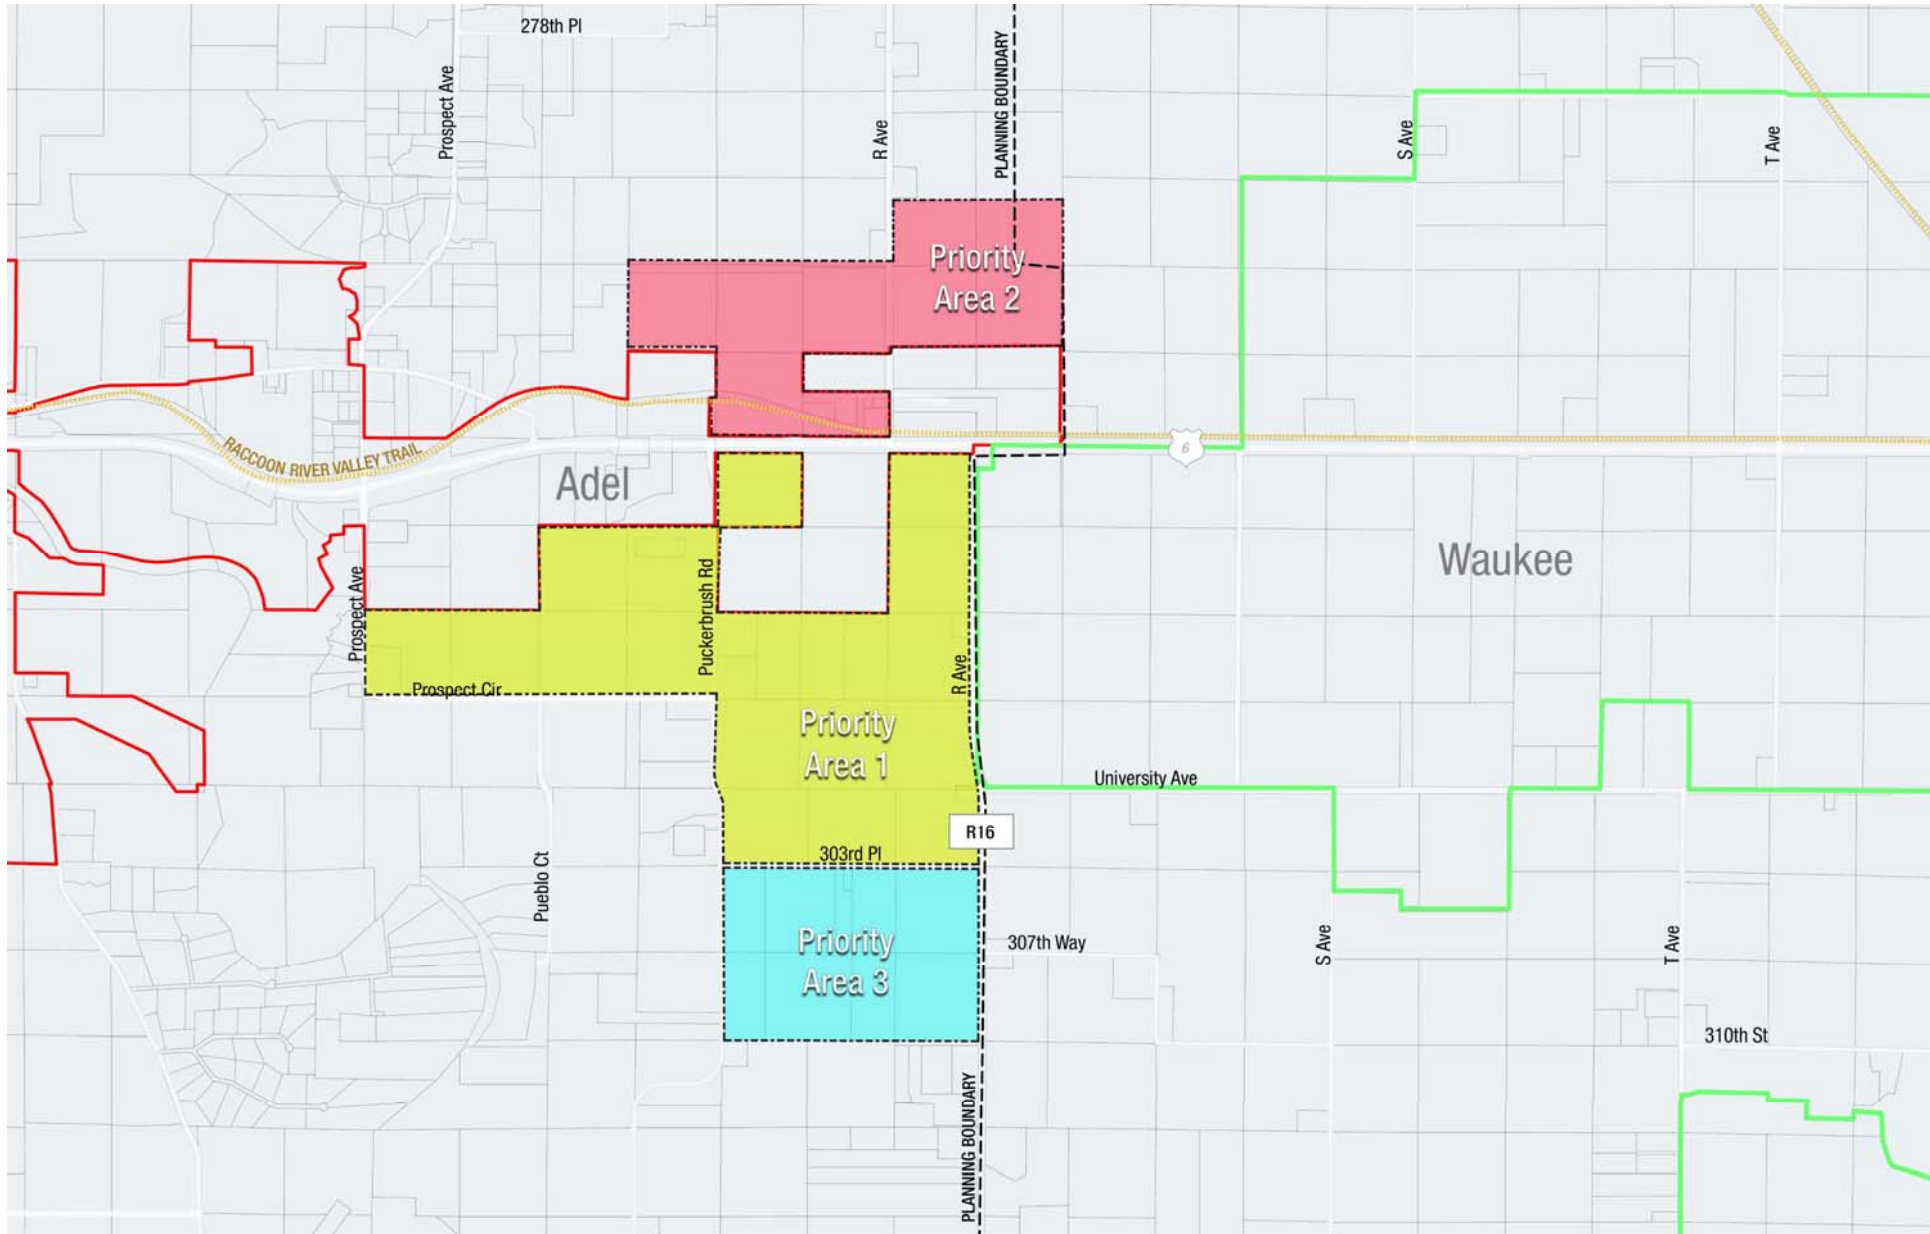 278th Pl
Prospect Ave
R Ave
PLANNING BOUNDARY
S Ave
T Ave
Priority
Area 2
RACCOON RIVER VALLEY TRAIL
6
Adel
Waukee
Prospect Ave
Puckerbrush Rd
R Ave
Prospect Cir
Priority
Area 1
University Ave
R16
303rd Pl
Pueblo Ct
Priority
Area 3
307th Way
S Ave
T Ave
310th St
PLANNING BOUNDARY